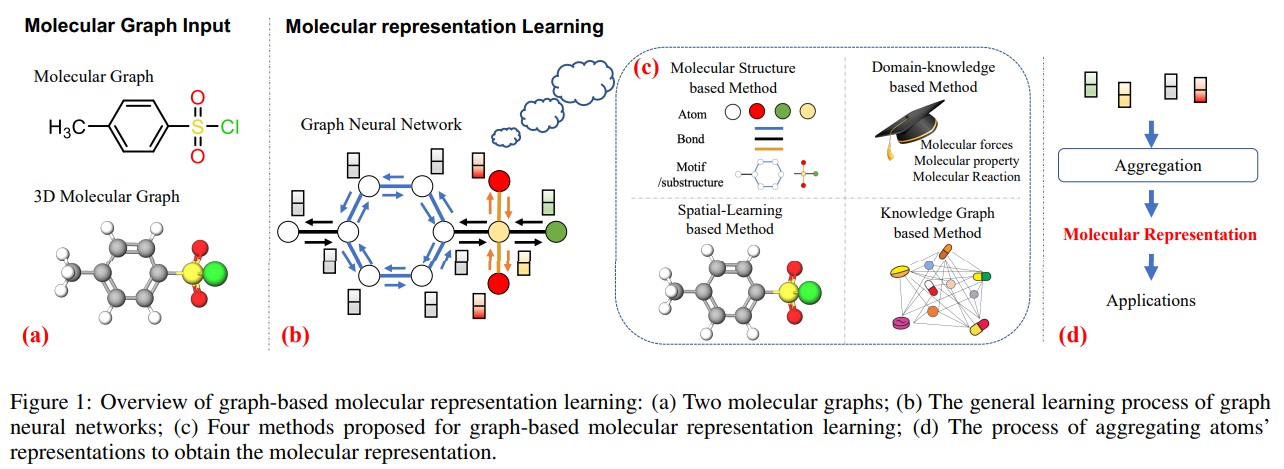 Molecular Graph Input
Molecular representation Learning
Molecular Graph
O
H₃C
S
Cl
O
3D Molecular Graph
(a)
Graph Neural Network
(b)
(c)
Molecular Structure
based Method
Atom
Bond
Motif
/substructure
Domain-knowledge
based Method
Molecular forces
Molecular property
Molecular Reaction
Spatial-Learning
based Method
Knowledge Graph
based Method
Aggregation
Molecular Representation
Applications
(d)
Figure 1: Overview of graph-based molecular representation learning: (a) Two molecular graphs; (b) The general learning process of graph
neural networks; (c) Four methods proposed for graph-based molecular representation learning; (d) The process of aggregating atoms’
representations to obtain the molecular representation.